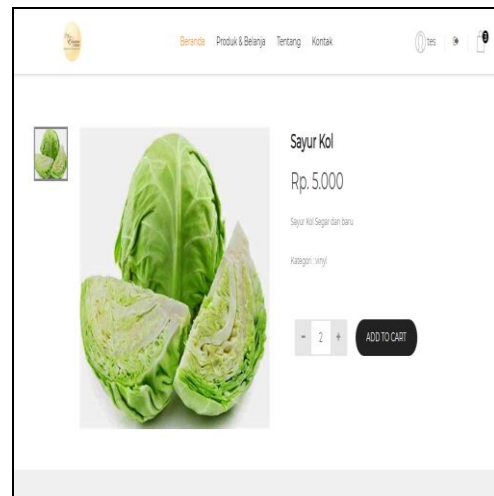 Beranda Produk & Belanja Tentang Kontak tes
Sayur Kol
Rp. 5.000
Sayur Kol Segar dan baru
Kategori : vinyl
- 2 + ADD TO CART